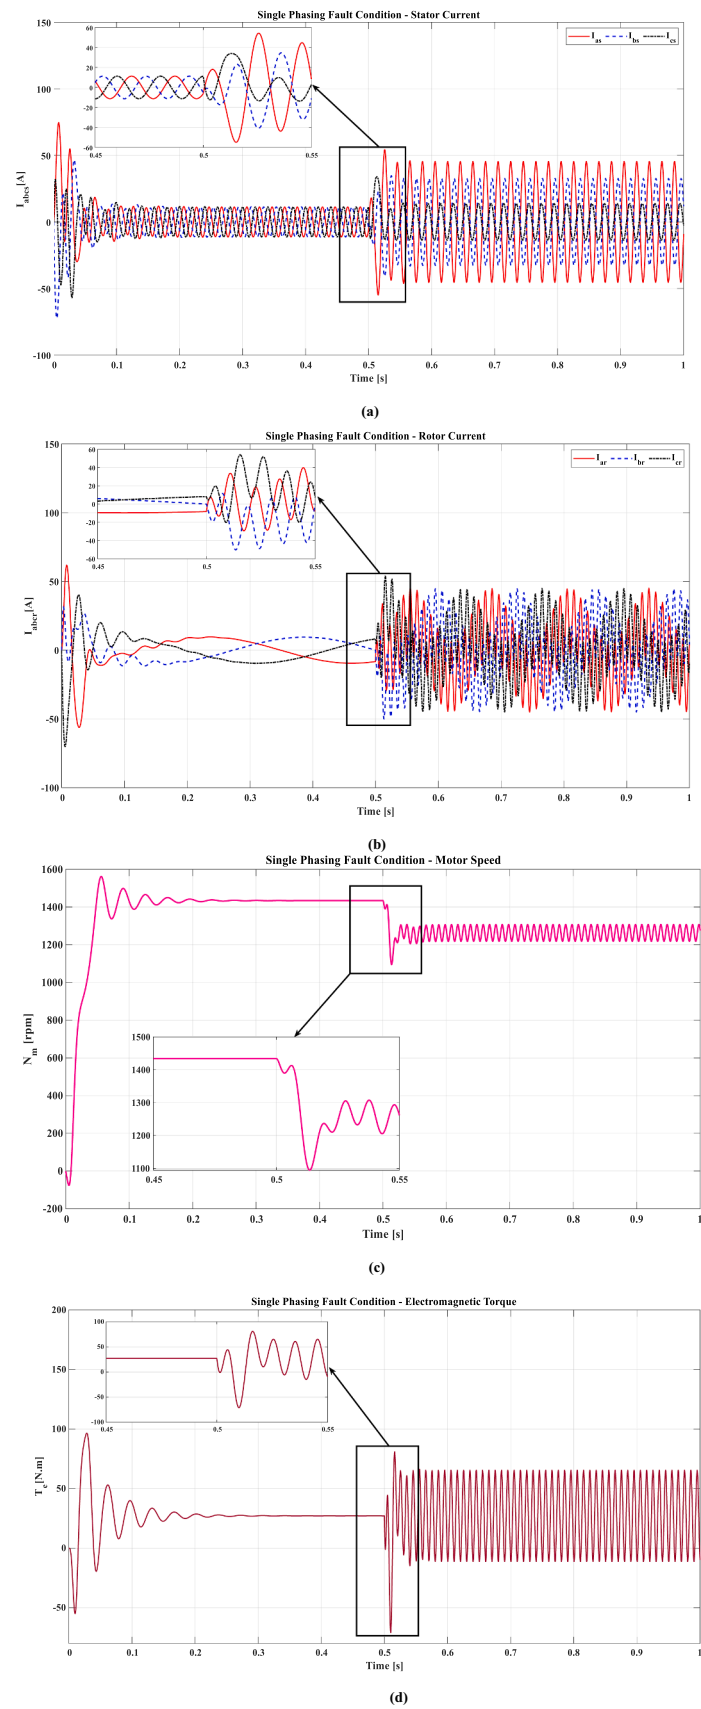 Single Phasing Fault Condition - Stator Current
150
100
50
0
-50
-100
I_abcs[A]
I_as I_bs I_cs
60
40
20
0
-20
-40
-60
0.45 0.5 0.55
0 0.1 0.2 0.3 0.4 0.5 0.6 0.7 0.8 0.9 1
Time [s]
(a)
Single Phasing Fault Condition - Rotor Current
150
100
50
0
-50
-100
I_abcr[A]
I_ar I_br I_cr
60
40
20
0
-20
-40
-60
0.45 0.5 0.55
0 0.1 0.2 0.3 0.4 0.5 0.6 0.7 0.8 0.9 1
Time [s]
(b)
Single Phasing Fault Condition - Motor Speed
1600
1400
1200
1000
800
600
400
200
0
-200
N_m [rpm]
1500
1400
1300
1200
1100
0.45 0.5 0.55
0 0.1 0.2 0.3 0.4 0.5 0.6 0.7 0.8 0.9 1
Time [s]
(c)
Single Phasing Fault Condition - Electromagnetic Torque
200
150
100
50
0
-50
T_e[N.m]
100
50
0
-50
-100
0.45 0.5 0.55
0 0.1 0.2 0.3 0.4 0.5 0.6 0.7 0.8 0.9 1
Time [s]
(d)